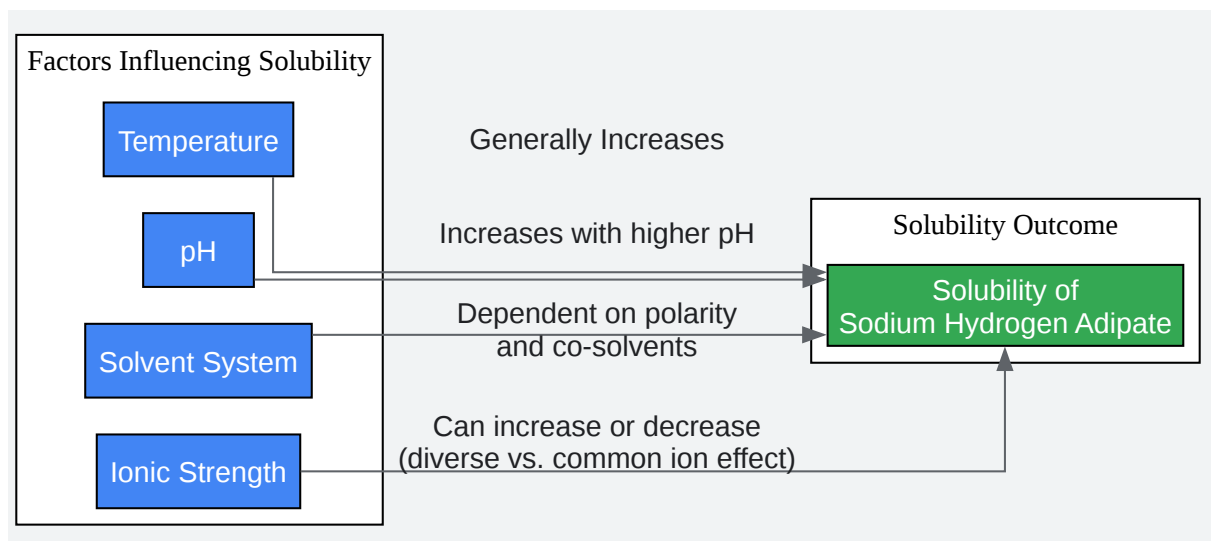 Factors Influencing Solubility
Temperature
Generally Increases
pH
Increases with higher pH
Solvent System
Dependent on polarity
and co-solvents
Ionic Strength
Can increase or decrease
(diverse vs. common ion effect)
Solubility Outcome
Solubility of
Sodium Hydrogen Adipate